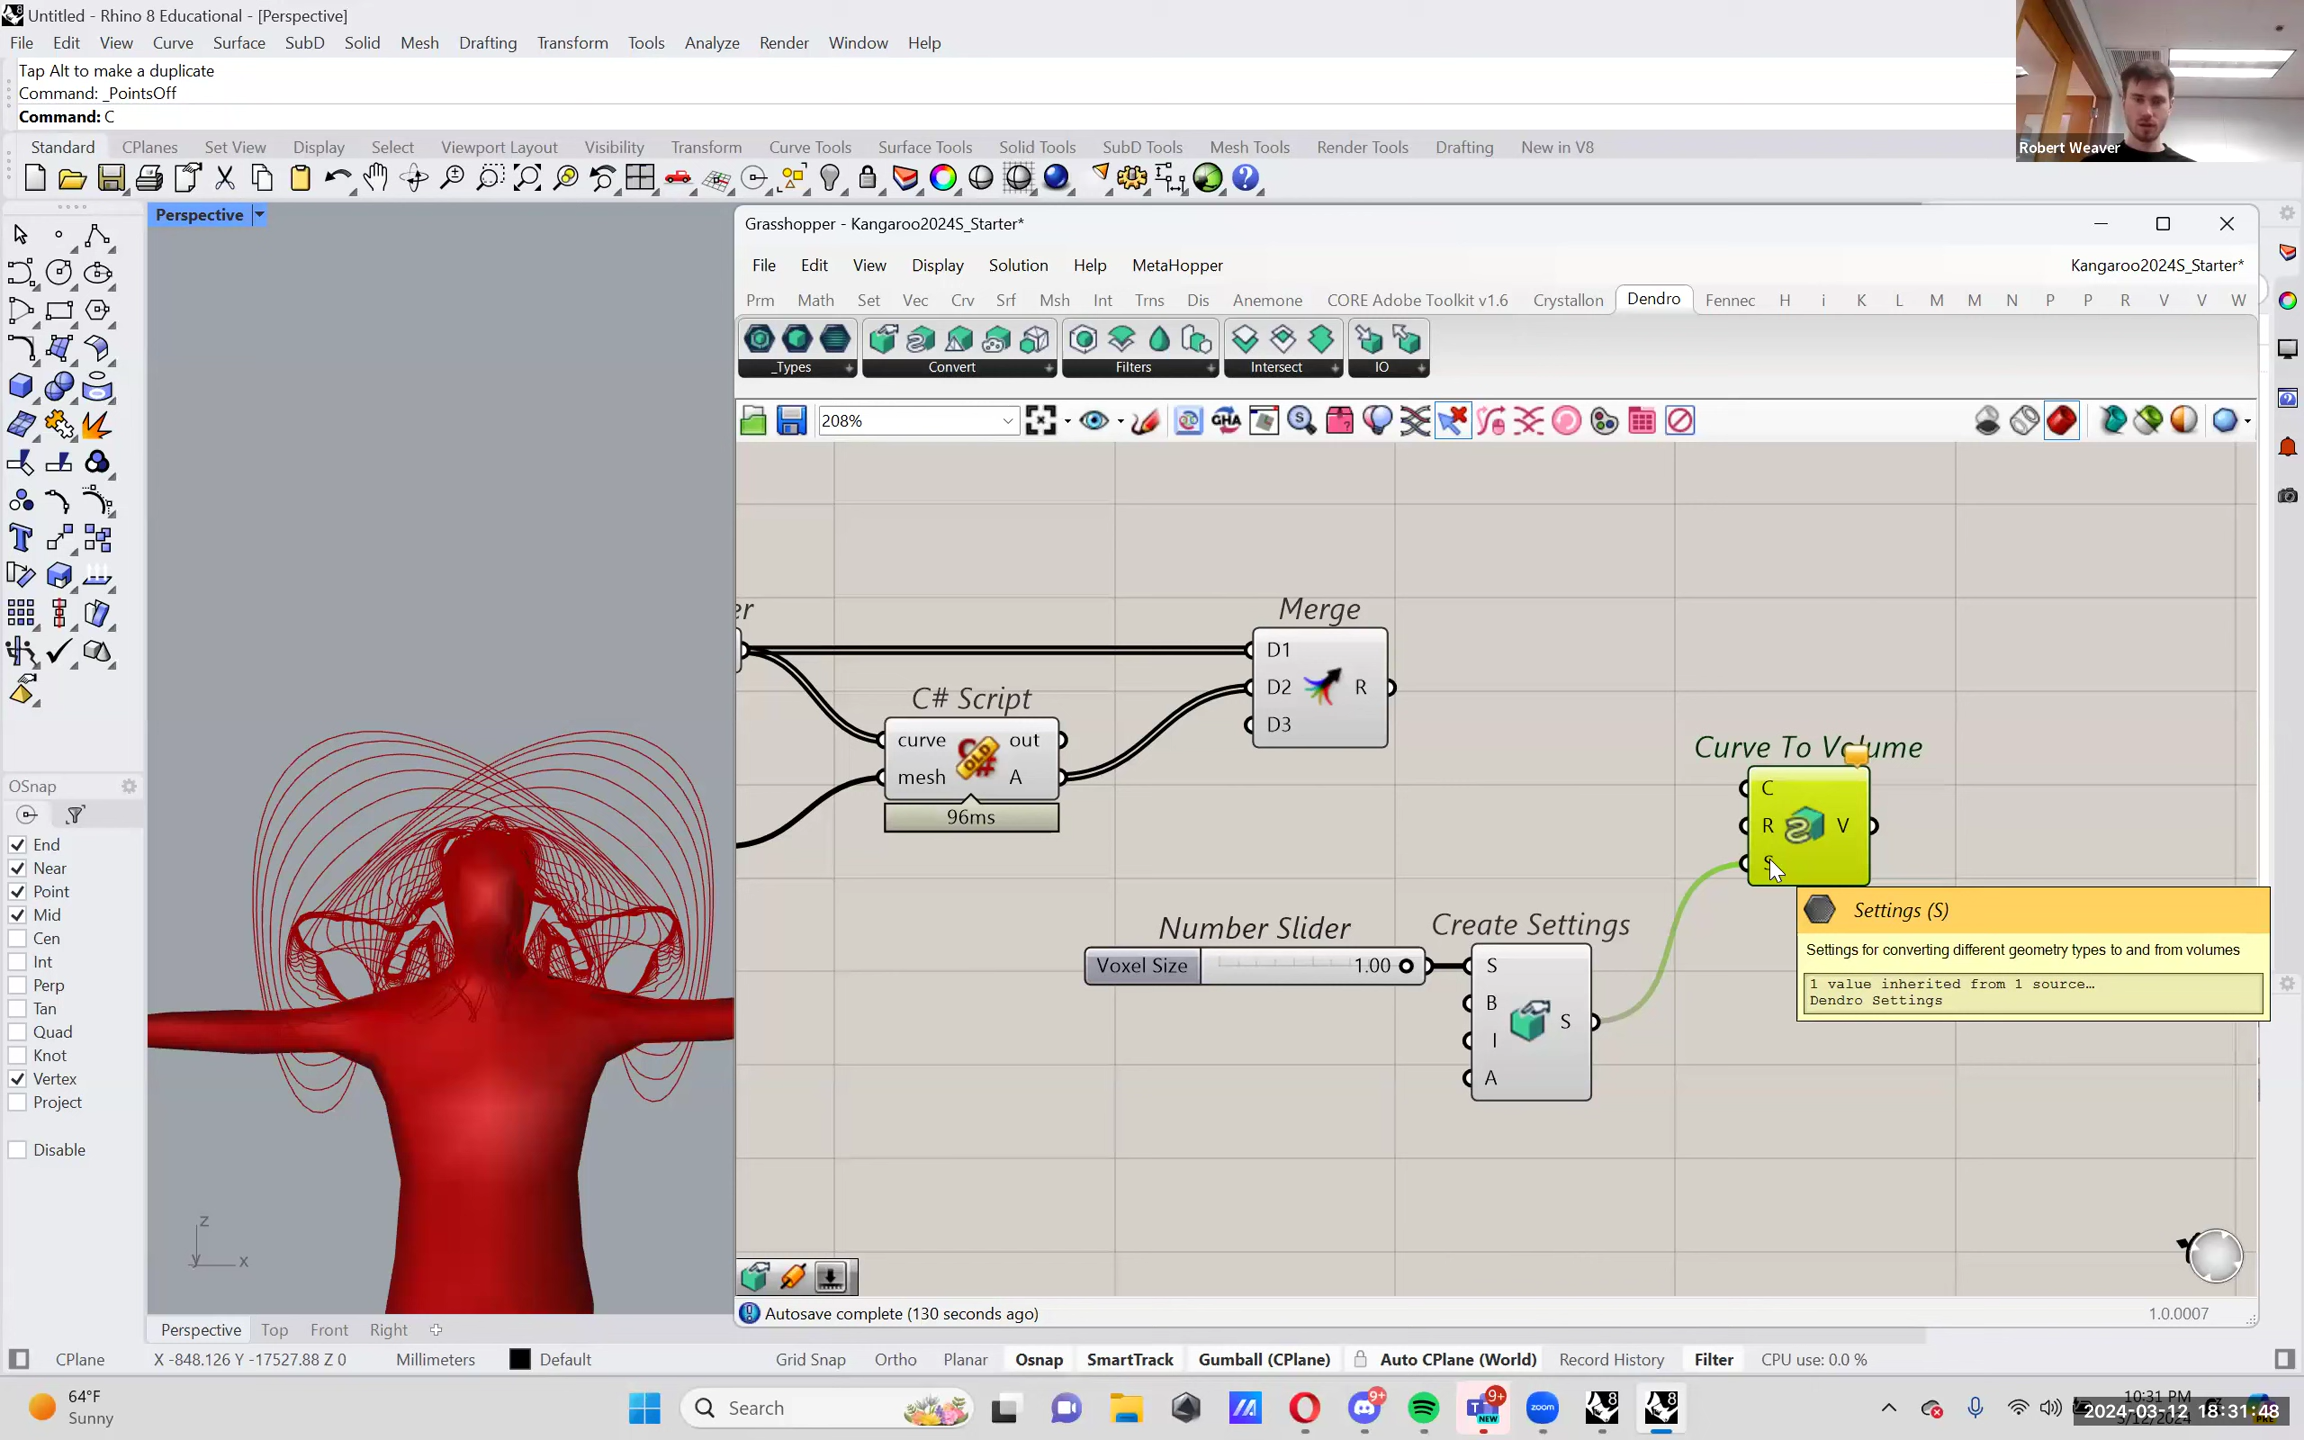 Untitled - Rhino 8 Educational - [Perspective]
File Edit View Curve Surface SubD Solid Mesh Drafting Transform Tools Analyze Render Window Help
Tap Alt to make a duplicate
Command: _PointsOff
Command: C
Robert Weaver
Standard CPlanes Set View Display Select Viewport Layout Visibility Transform Curve Tools Surface Tools Solid Tools SubD Tools Mesh Tools Render Tools Drafting New in V8
Perspective
Grasshopper - Kangaroo2024S_Starter*
File Edit View Display Solution Help MetaHopper Kangaroo2024S_Starter*
Prm Math Set Vec Crv Srf Msh Int Trns Dis Anemone CORE Adobe Toolkit v1.6 Crystallon Dendro Fennec H i K L M M N P P R V V W
_Types Convert Filters Intersect IO
208%
Merge
D1
D2 R
D3
C# Script
curve out
mesh A
96ms
Curve To Volume
C
R V
S
Settings (S)
Settings for converting different geometry types to and from volumes
1 value inherited from 1 source…
Dendro Settings
Number Slider
Voxel Size 1.00
Create Settings
S
B
I S
A
OSnap
End
Near
Point
Mid
Cen
Int
Perp
Tan
Quad
Knot
Vertex
Project
Disable
z
y x
Autosave complete (130 seconds ago) 1.0.0007
Perspective Top Front Right
CPlane X -848.126 Y -17527.88 Z 0 Millimeters Default Grid Snap Ortho Planar Osnap SmartTrack Gumball (CPlane) Auto CPlane (World) Record History Filter CPU use: 0.0 %
64°F
Sunny
Search
9+
9+
NEW
zoom
10:31 PM
2024-03-12 18:31:48